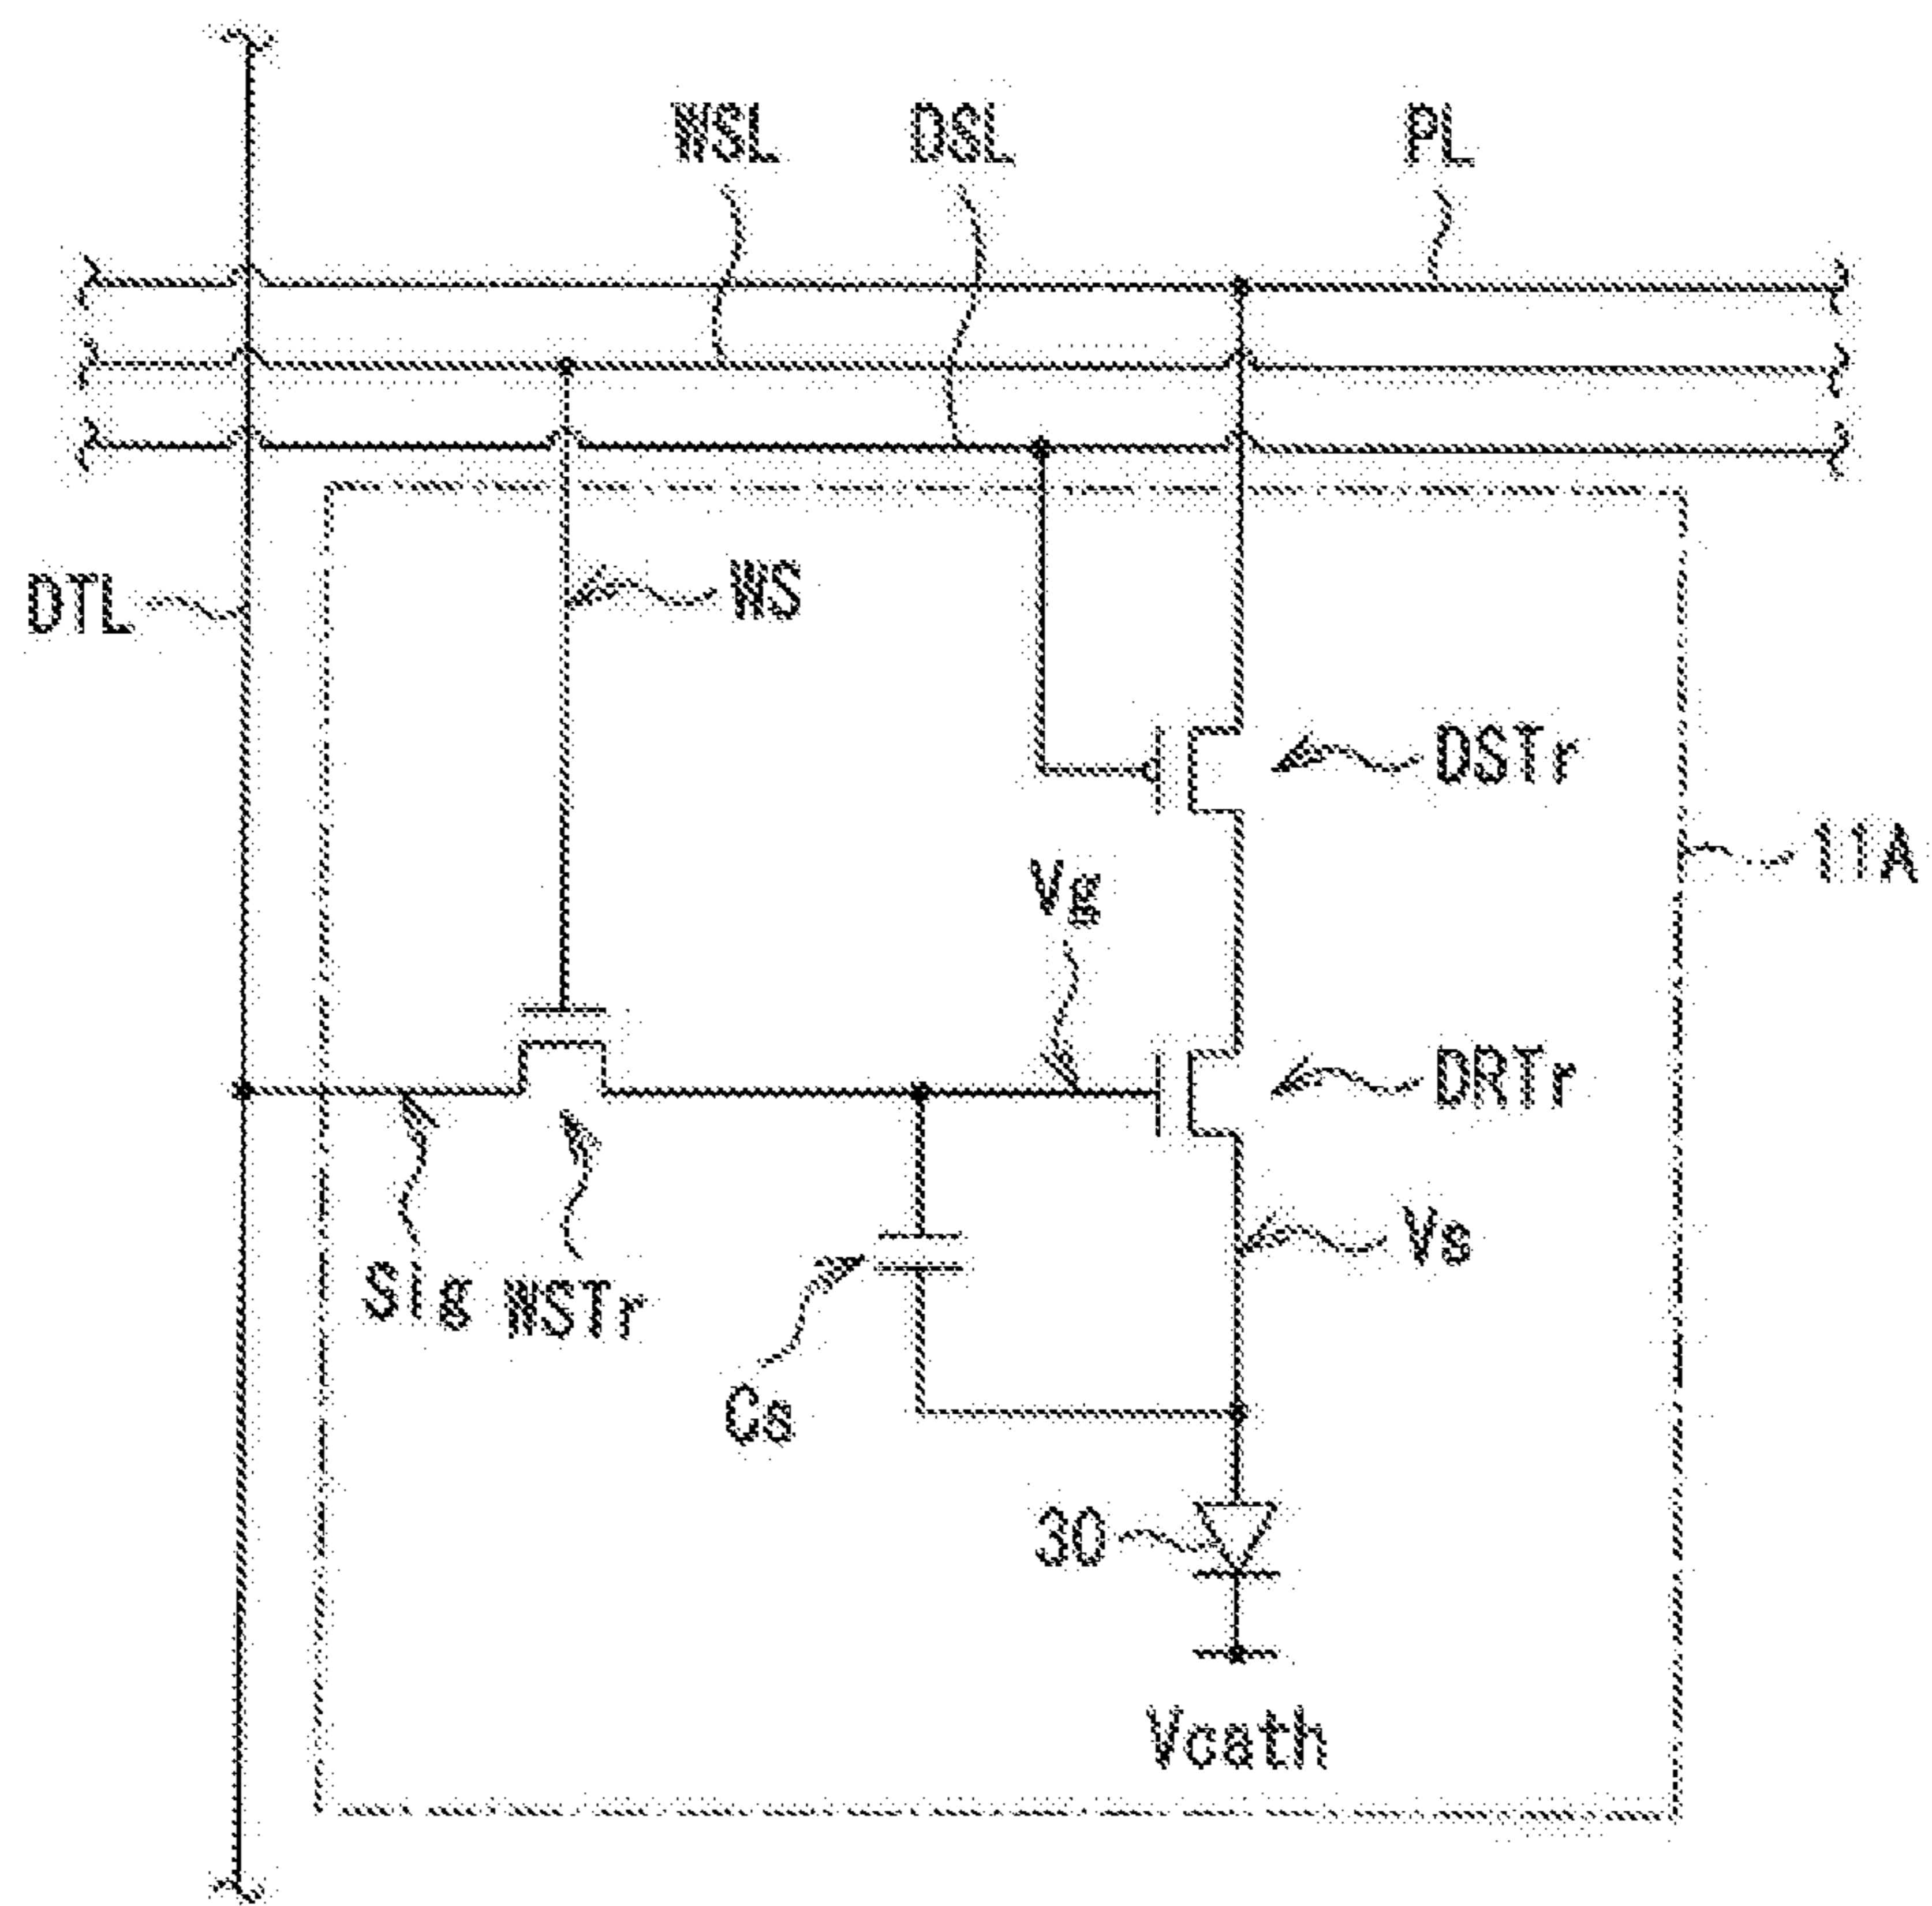 WSL
DSL
PL
DTL
WS
DSTr
11A
Vg
DRTr
Sig
WSTr
Vs
Cs
30
Vcath